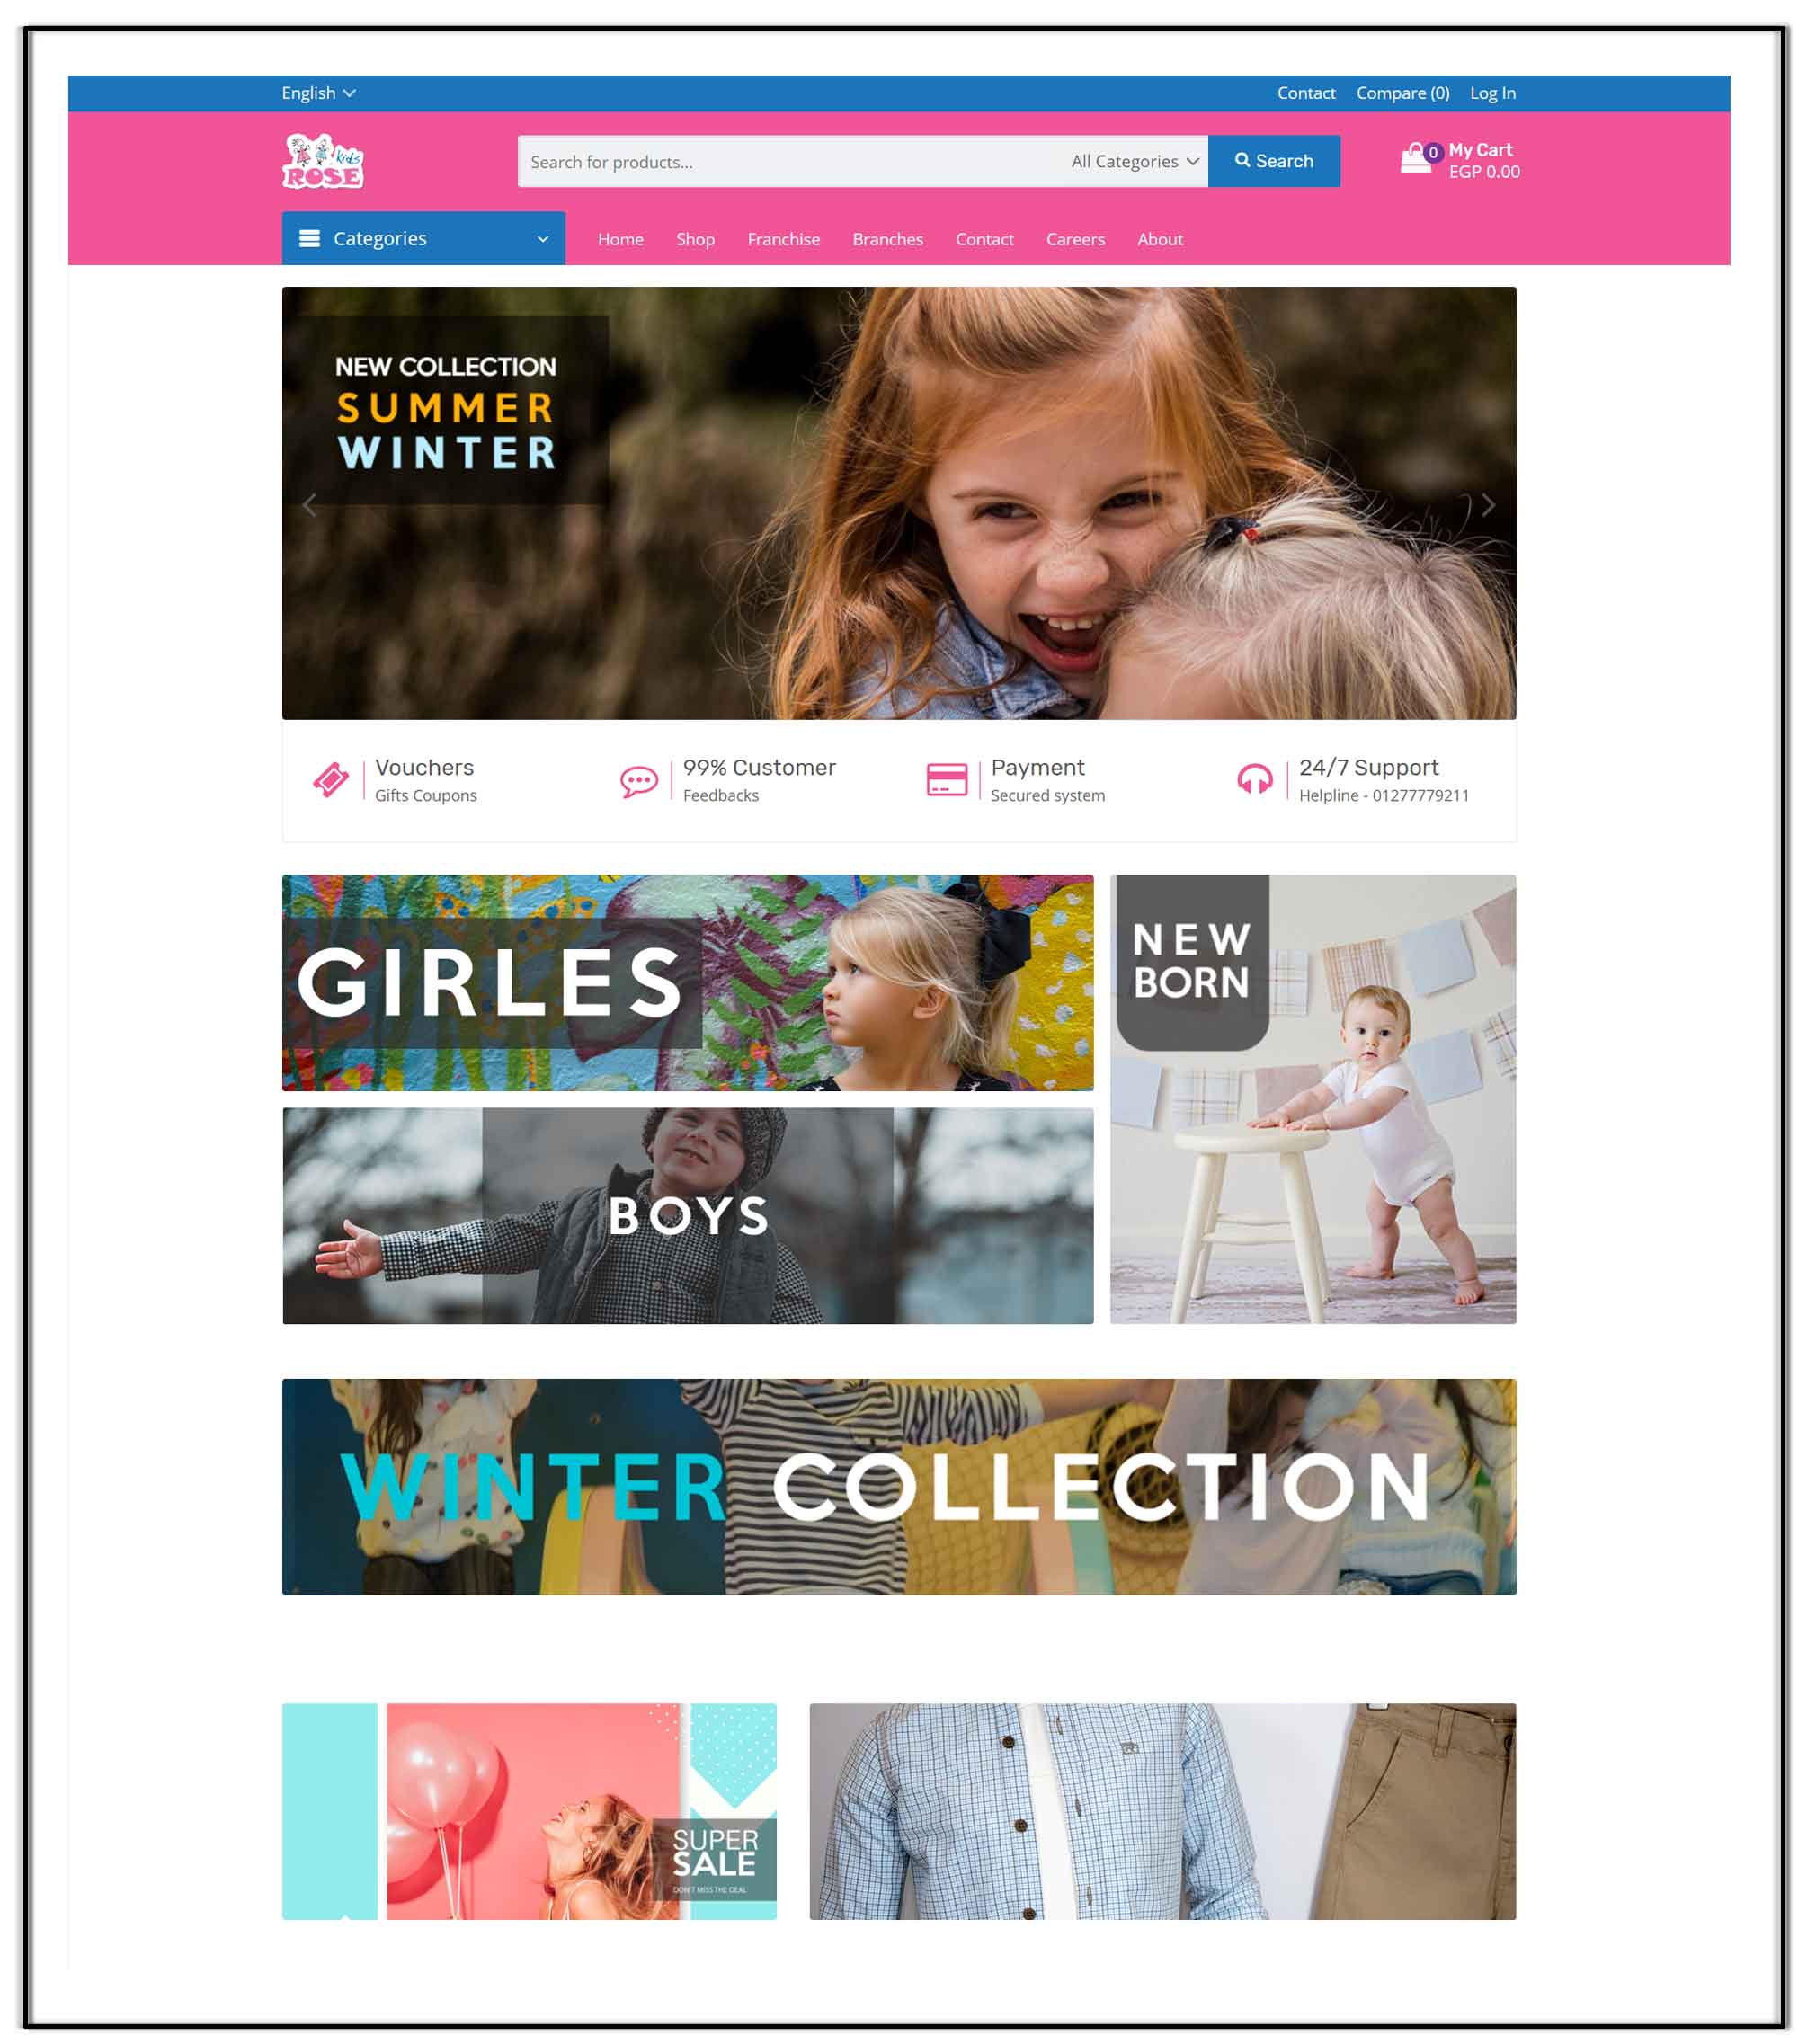 English
Contact Compare (0) Log In
kids
ROSE
Search for products...
All Categories
Search
0
My Cart
EGP 0.00
Categories
Home Shop Franchise Branches Contact Careers About
NEW COLLECTION
SUMMER
WINTER
Vouchers
Gifts Coupons
99% Customer
Feedbacks
Payment
Secured system
24/7 Support
Helpline - 01277779211
GIRLES
NEW
BORN
BOYS
WINTER COLLECTION
SUPER
SALE
DON'T MISS THE DEAL